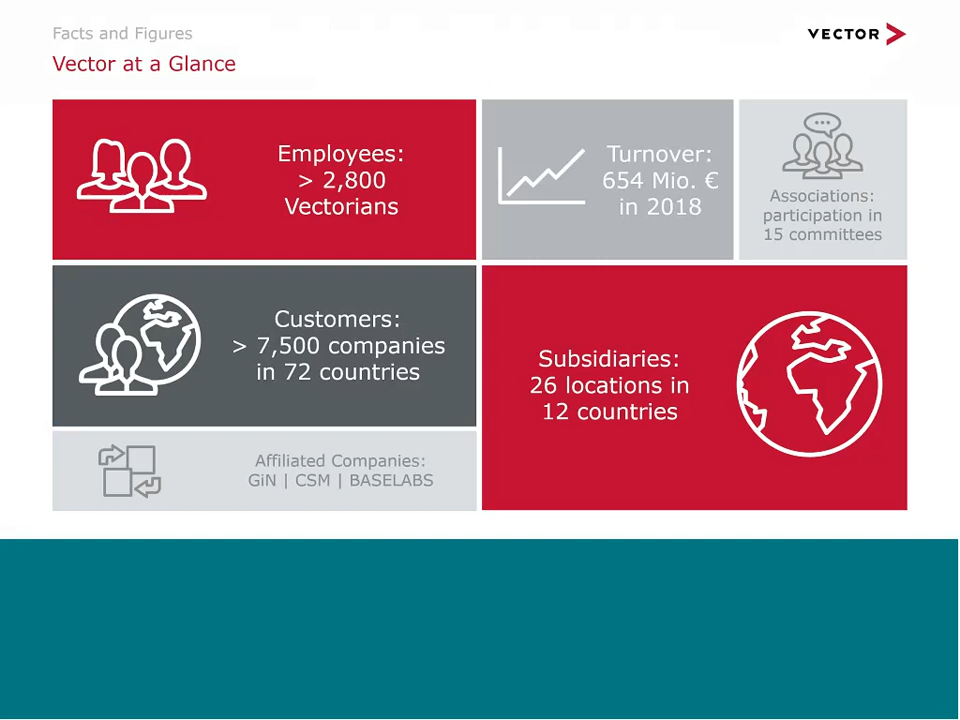 Facts and Figures
VECTOR
Vector at a Glance
Employees:
> 2,800
Vectorians
Turnover:
654 Mio. €
in 2018
Associations:
participation in
15 committees
Customers:
> 7,500 companies
in 72 countries
Subsidiaries:
26 locations in
12 countries
Affiliated Companies:
GiN | CSM | BASELABS